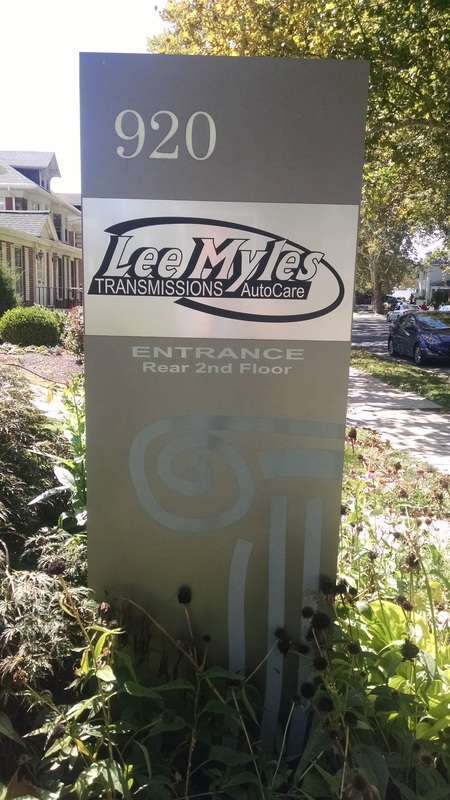 920
Lee Myles
TRANSMISSIONS AutoCare
ENTRANCE
Rear 2nd Floor